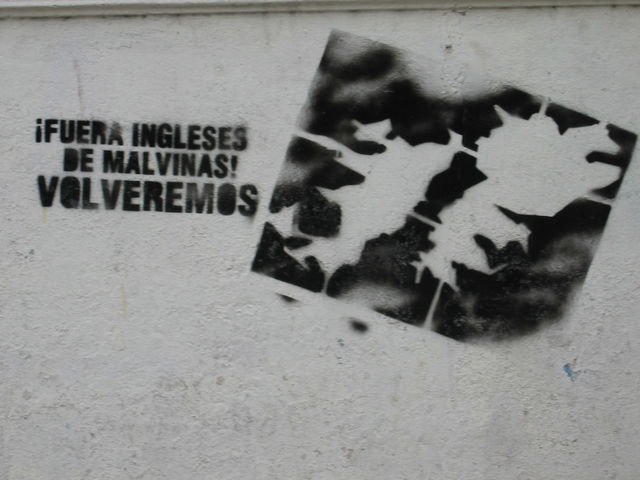 ¡FUERA INGLESES
DE MALVINAS!
VOLVEREMOS